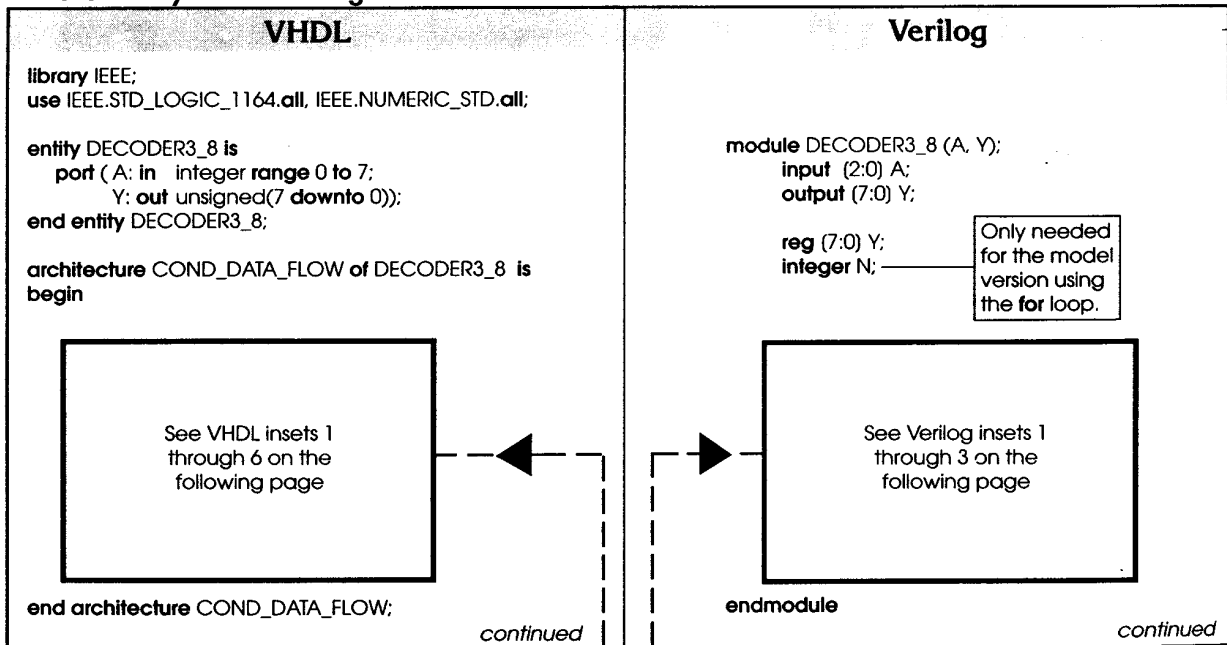 VHDL
library IEEE;
use IEEE.STD_LOGIC_1164.all, IEEE.NUMERIC_STD.all;
entity DECODER3_8 is
port ( A: in integer range 0 to 7;
Y: out unsigned(7 downto 0));
end entity DECODER3_8;
architecture COND_DATA_FLOW of DECODER3_8 is
begin
See VHDL insets 1
through 6 on the
following page
end architecture COND_DATA_FLOW;
continued
Verilog
module DECODER3_8 (A, Y);
input (2:0) A;
output (7:0) Y;
reg (7:0) Y;
integer N;
Only needed
for the model
version using
the for loop.
See Verilog insets 1
through 3 on the
following page
endmodule
continued